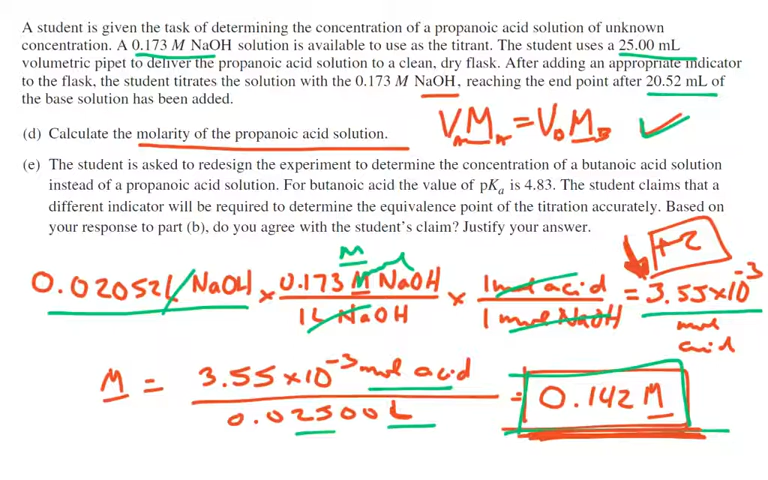 A student is given the task of determining the concentration of a propanoic acid solution of unknown
concentration. A 0.173 M NaOH solution is available to use as the titrant. The student uses a 25.00 mL
volumetric pipet to deliver the propanoic acid solution to a clean, dry flask. After adding an appropriate indicator
to the flask, the student titrates the solution with the 0.173 M NaOH, reaching the end point after 20.52 mL of
the base solution has been added.
(d) Calculate the molarity of the propanoic acid solution.
V_A M_A = V_B M_B
(e) The student is asked to redesign the experiment to determine the concentration of a butanoic acid solution
instead of a propanoic acid solution. For butanoic acid the value of pKa is 4.83. The student claims that a
different indicator will be required to determine the equivalence point of the titration accurately. Based on
your response to part (b), do you agree with the student's claim? Justify your answer.
+2
M mol
0.02052 L NaOH × 0.173 M NaOH / 1 L NaOH × 1 mol acid / 1 mol NaOH = 3.55 × 10⁻³
mol
acid
M = 3.55 × 10⁻³ mol acid / 0.02500 L = 0.142 M